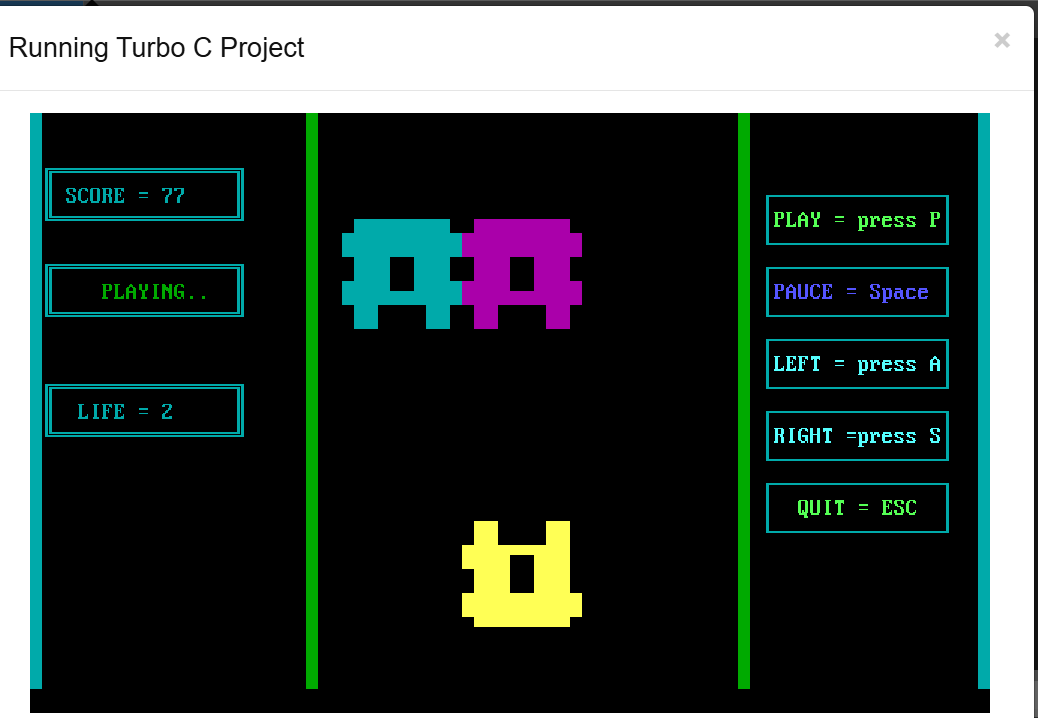 Running Turbo C Project
×
SCORE = 77
PLAYING..
LIFE = 2
PLAY = press P
PAUCE = Space
LEFT = press A
RIGHT =press S
QUIT = ESC